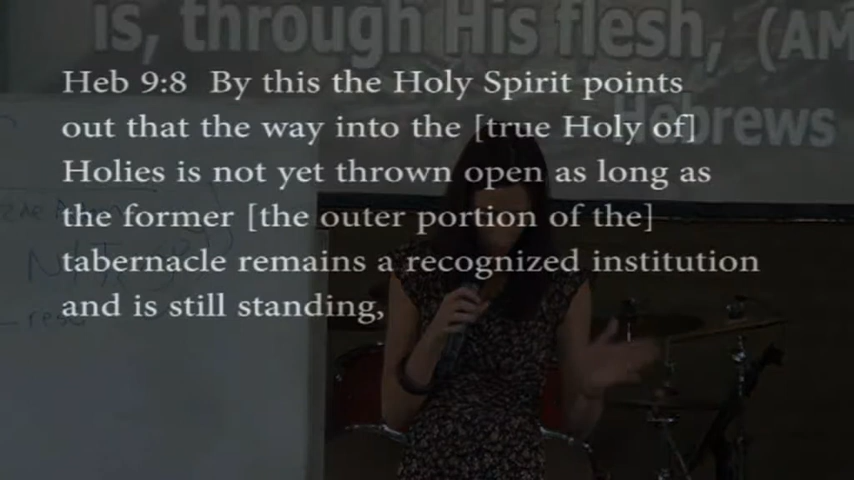 is, through His flesh, (AM
Heb 9:8 By this the Holy Spirit points
out that the way into the [true Holy of]
Hebrews
Holies is not yet thrown open as long as
the former [the outer portion of the]
tabernacle remains a recognized institution
and is still standing,